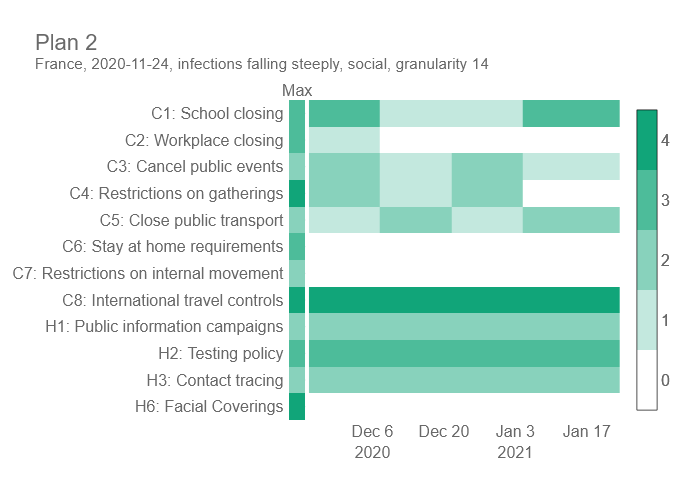 Plan 2
France, 2020-11-24, infections falling steeply, social, granularity 14
Max
C1: School closing
C2: Workplace closing
C3: Cancel public events
C4: Restrictions on gatherings
C5: Close public transport
C6: Stay at home requirements
C7: Restrictions on internal movement
C8: International travel controls
H1: Public information campaigns
H2: Testing policy
H3: Contact tracing
H6: Facial Coverings
Dec 6 Dec 20 Jan 3 Jan 17
2020 2021
4
3
2
1
0